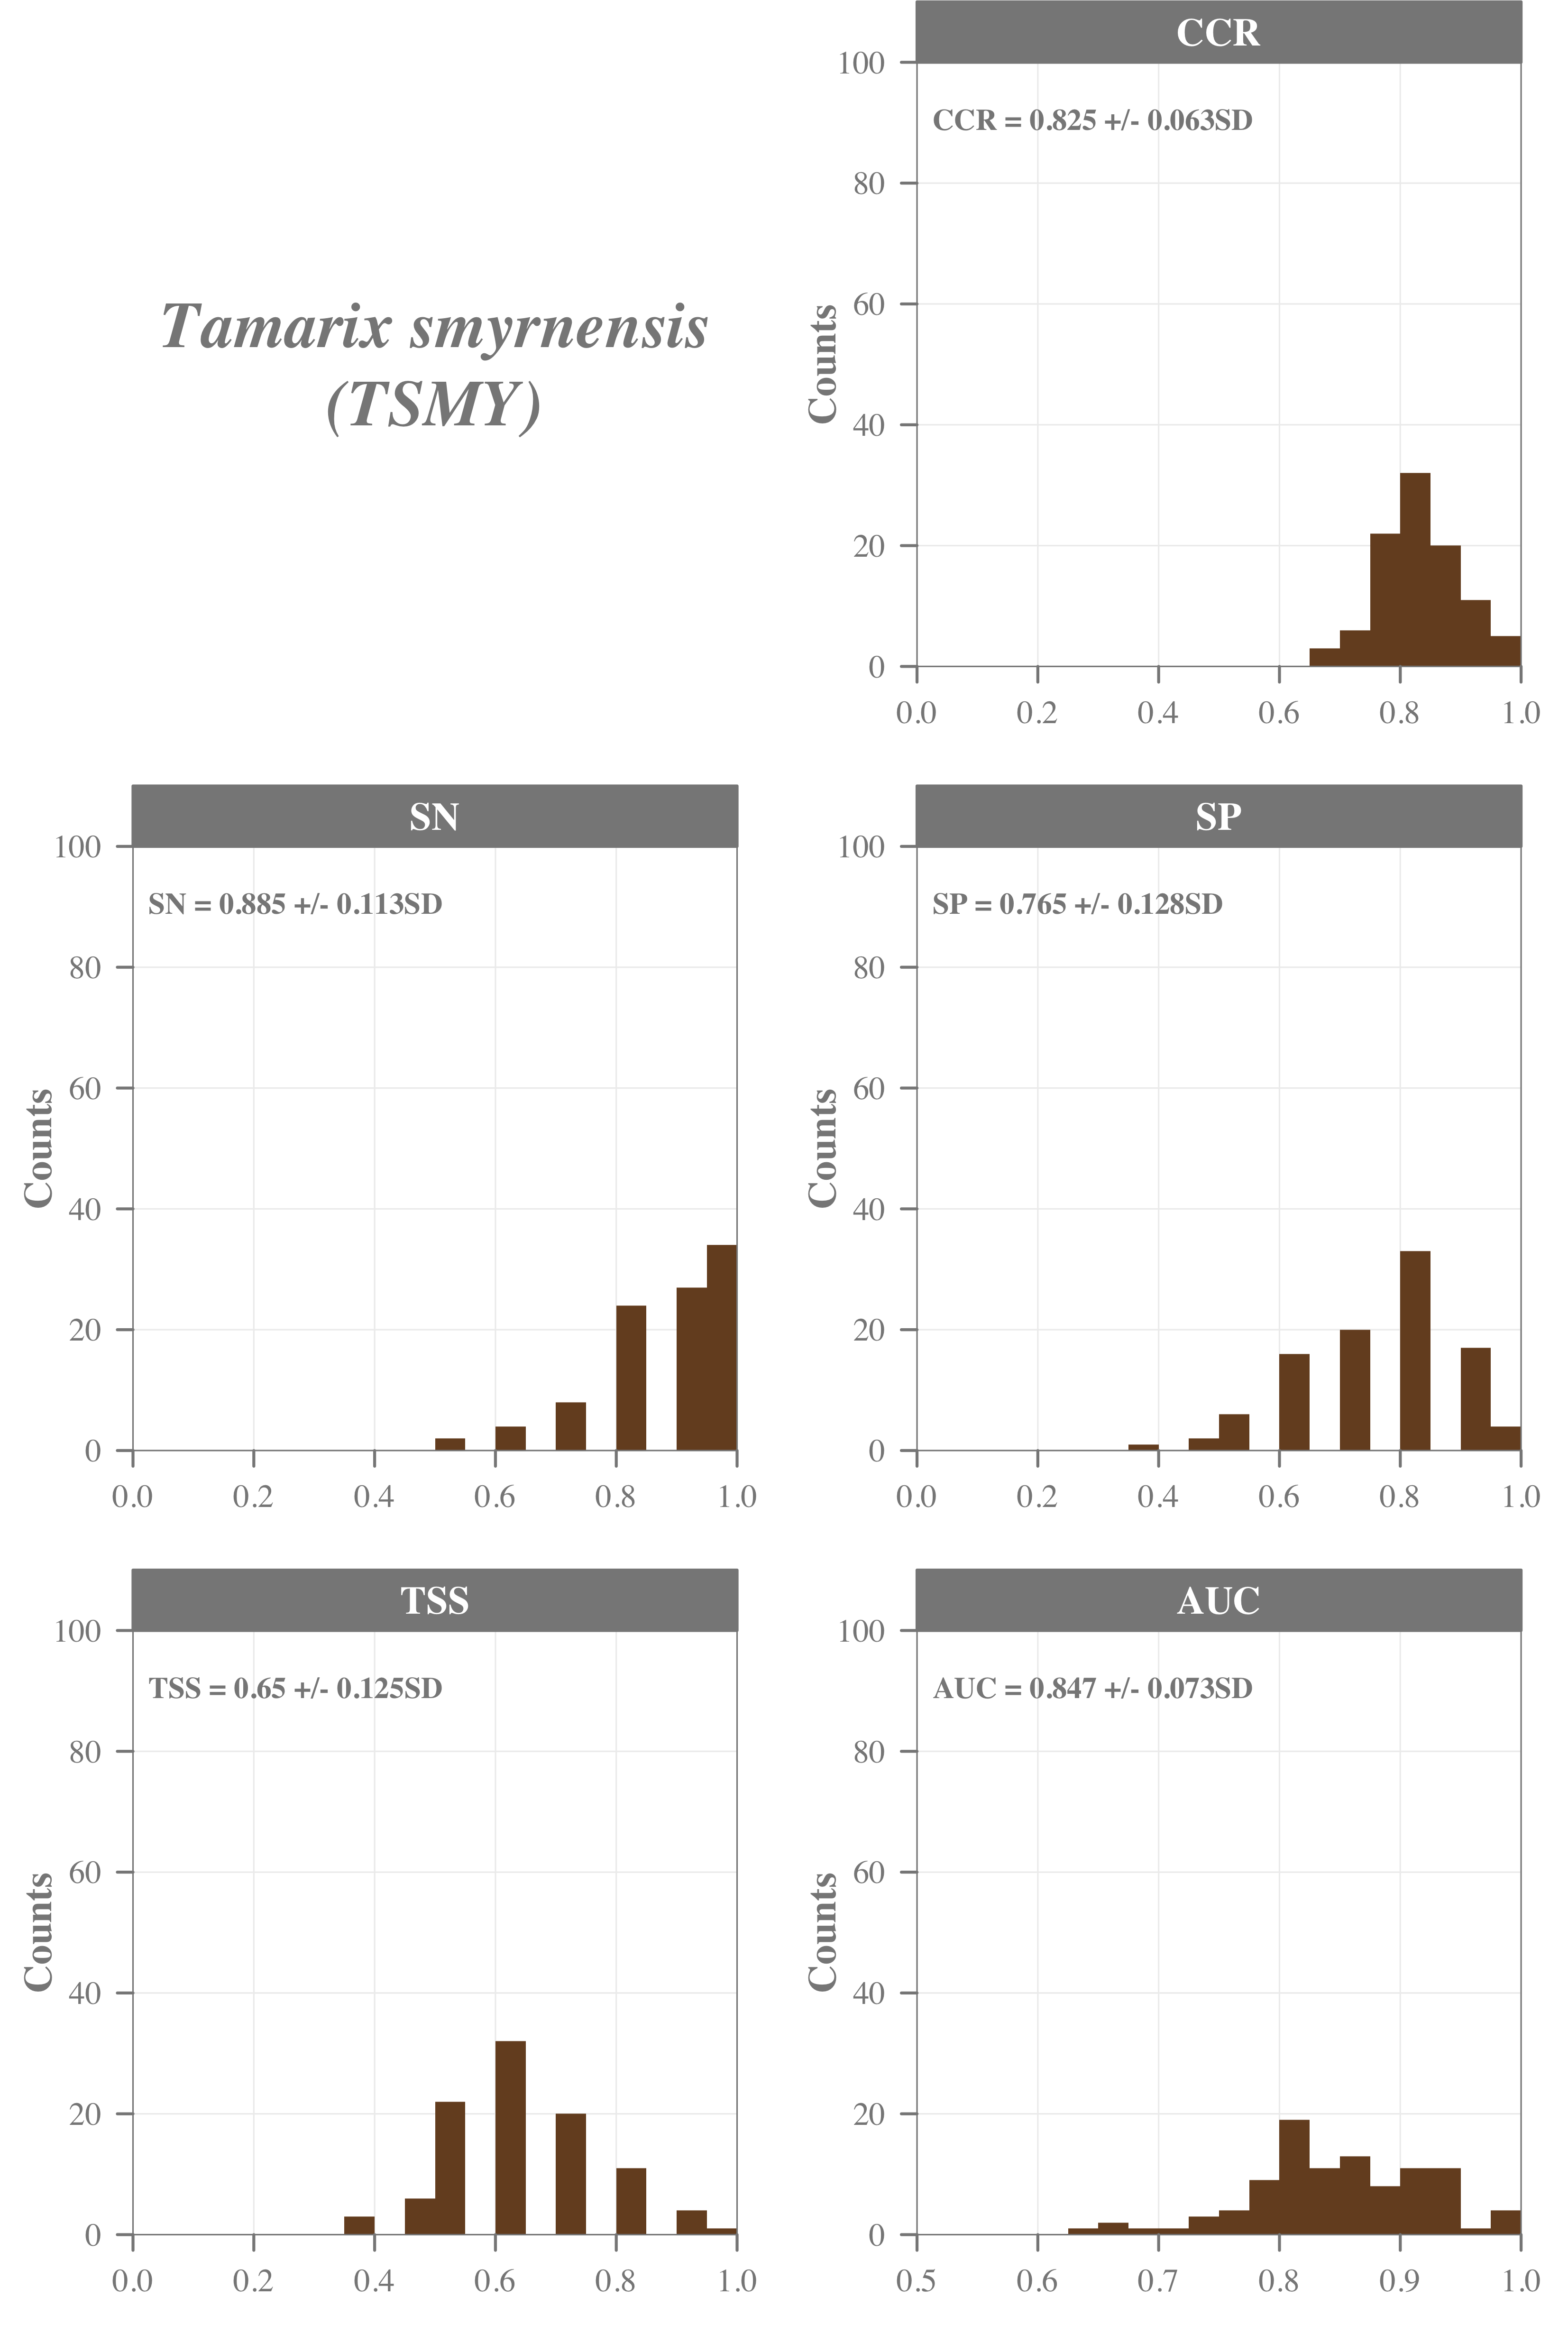 Tamarix smyrnensis
(TSMY)
CCR
CCR = 0.825 +/- 0.063SD
Counts
100
80
60
40
20
0
0.0 0.2 0.4 0.6 0.8 1.0
SN
SN = 0.885 +/- 0.113SD
Counts
100
80
60
40
20
0
0.0 0.2 0.4 0.6 0.8 1.0
SP
SP = 0.765 +/- 0.128SD
Counts
100
80
60
40
20
0
0.0 0.2 0.4 0.6 0.8 1.0
TSS
TSS = 0.65 +/- 0.125SD
Counts
100
80
60
40
20
0
0.0 0.2 0.4 0.6 0.8 1.0
AUC
AUC = 0.847 +/- 0.073SD
Counts
100
80
60
40
20
0
0.5 0.6 0.7 0.8 0.9 1.0